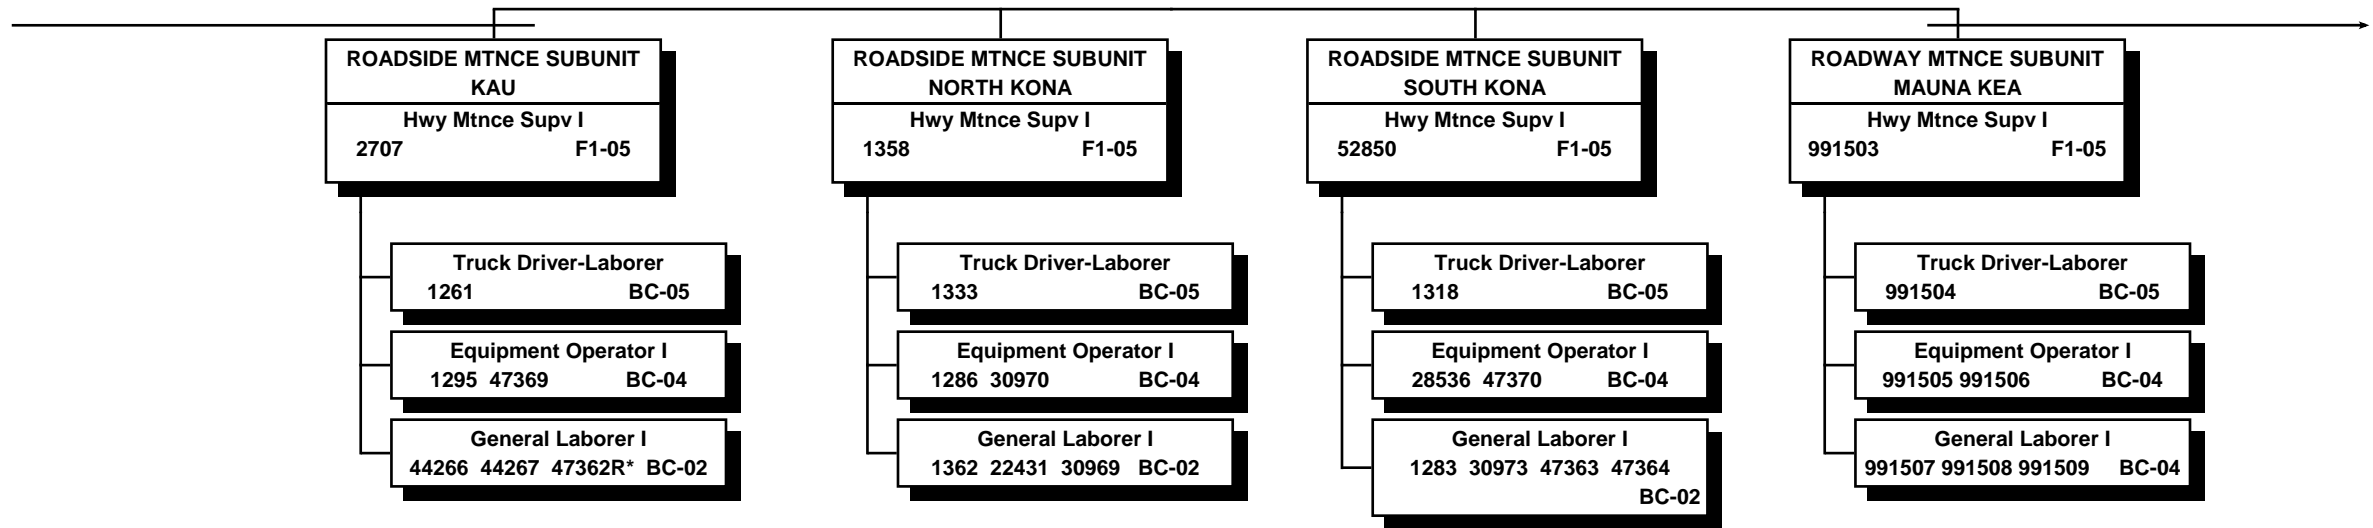 ROADSIDE MTNCE SUBUNIT
KAU
Hwy Mtnce Supv I
2707 F1-05
Truck Driver-Laborer
1261 BC-05
Equipment Operator I
1295 47369 BC-04
General Laborer I
44266 44267 47362R* BC-02
ROADSIDE MTNCE SUBUNIT
NORTH KONA
Hwy Mtnce Supv I
1358 F1-05
Truck Driver-Laborer
1333 BC-05
Equipment Operator I
1286 30970 BC-04
General Laborer I
1362 22431 30969 BC-02
ROADSIDE MTNCE SUBUNIT
SOUTH KONA
Hwy Mtnce Supv I
52850 F1-05
Truck Driver-Laborer
1318 BC-05
Equipment Operator I
28536 47370 BC-04
General Laborer I
1283 30973 47363 47364
BC-02
ROADWAY MTNCE SUBUNIT
MAUNA KEA
Hwy Mtnce Supv I
991503 F1-05
Truck Driver-Laborer
991504 BC-05
Equipment Operator I
991505 991506 BC-04
General Laborer I
991507 991508 991509 BC-04